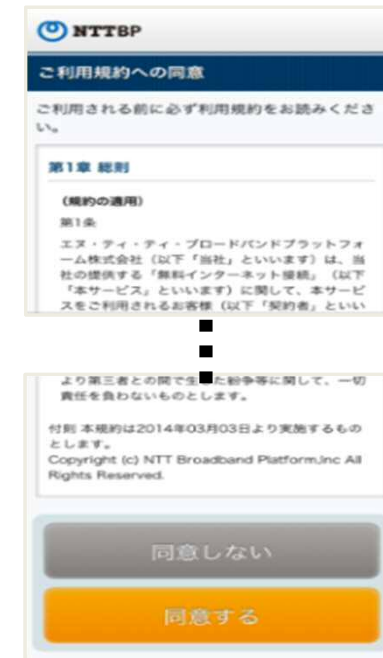 NTTBP
ご利用規約への同意
ご利用される前に必ず利用規約をお読みくださ
い。
第1章 総則
(規約の適用)
第1条
エヌ・ティ・ティ・ブロードバンドプラットフォ
ーム株式会社(以下「当社」といいます)は、当
社の提供する「無料インターネット接続」(以下
「本サービス」といいます)に関して、本サービ
スをご利用されるお客様(以下「契約者」といい
より第三者との間で生じた紛争等に関して、一切
責任を負わないものとします。
付則 本規約は2014年03月03日より実施するもの
とします。
Copyright (c) NTT Broadband Platform,Inc All
Rights Reserved.
同意しない
同意する